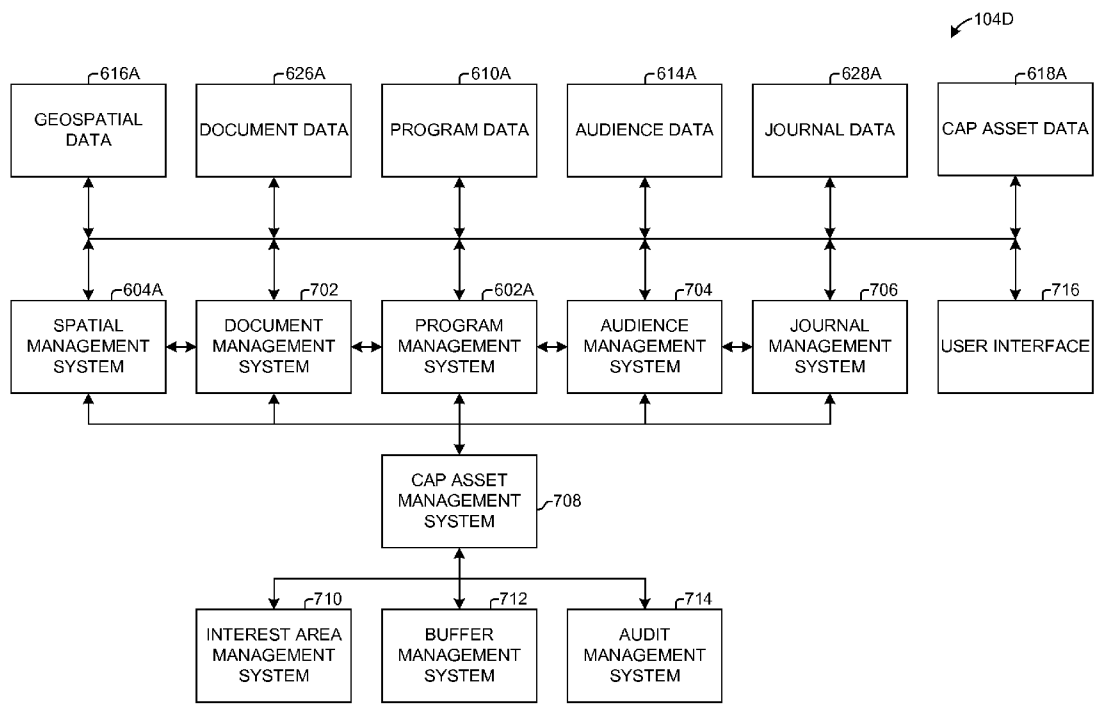 104D
616A
626A
610A
614A
628A
618A
GEOSPATIAL
DATA
DOCUMENT DATA
PROGRAM DATA
AUDIENCE DATA
JOURNAL DATA
CAP ASSET DATA
604A
702
602A
704
706
716
SPATIAL
MANAGEMENT
SYSTEM
DOCUMENT
MANAGEMENT
SYSTEM
PROGRAM
MANAGEMENT
SYSTEM
AUDIENCE
MANAGEMENT
SYSTEM
JOURNAL
MANAGEMENT
SYSTEM
USER INTERFACE
CAP ASSET
MANAGEMENT
SYSTEM
708
710
712
714
INTEREST AREA
MANAGEMENT
SYSTEM
BUFFER
MANAGEMENT
SYSTEM
AUDIT
MANAGEMENT
SYSTEM